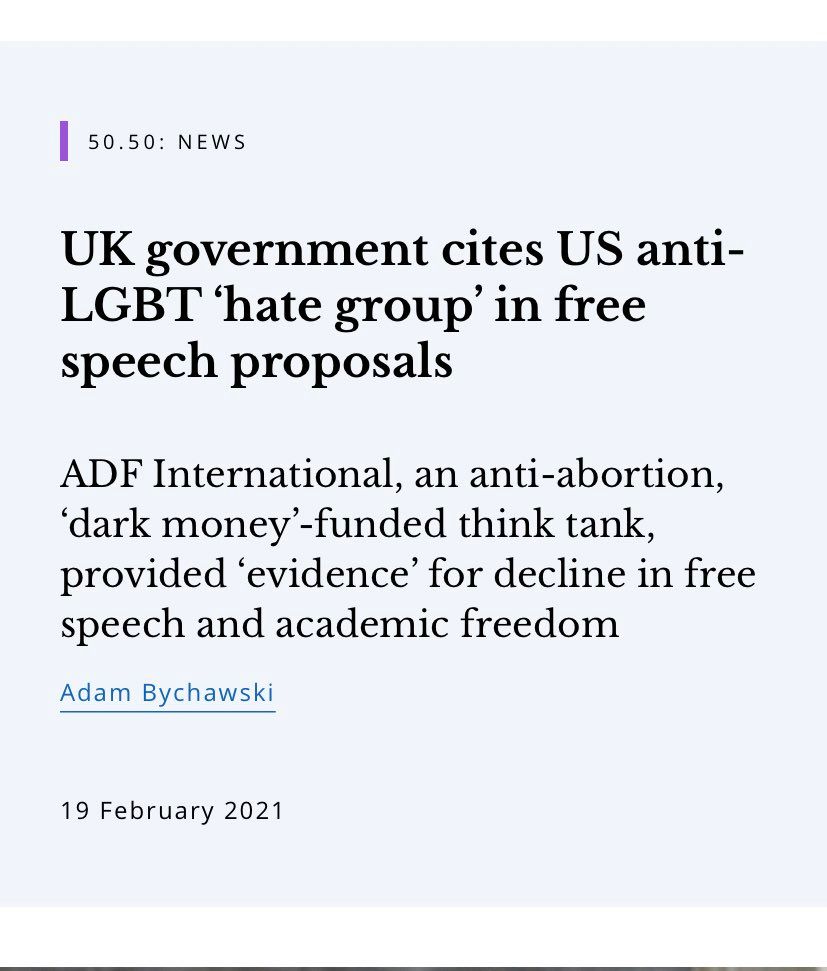 50.50: NEWS
UK government cites US anti-
LGBT ‘hate group’ in free
speech proposals
ADF International, an anti-abortion,
‘dark money’-funded think tank,
provided ‘evidence’ for decline in free
speech and academic freedom
Adam Bychawski
19 February 2021